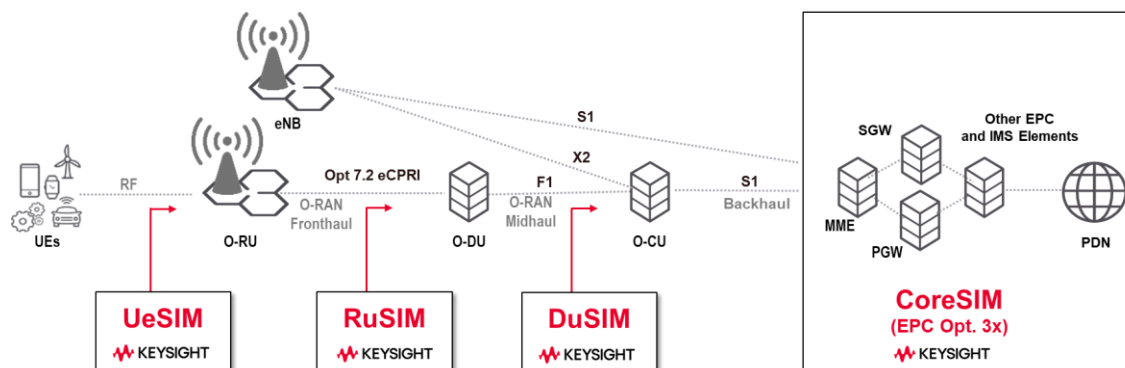 eNB
S1
X2
UEs
RF
O-RU
Opt 7.2 eCPRI
O-RAN
Fronthaul
O-DU
F1
O-RAN
Midhaul
O-CU
S1
Backhaul
SGW
Other EPC
and IMS Elements
MME
PGW
PDN
UeSIM
KEYSIGHT
RuSIM
KEYSIGHT
DuSIM
KEYSIGHT
CoreSIM
(EPC Opt. 3x)
KEYSIGHT